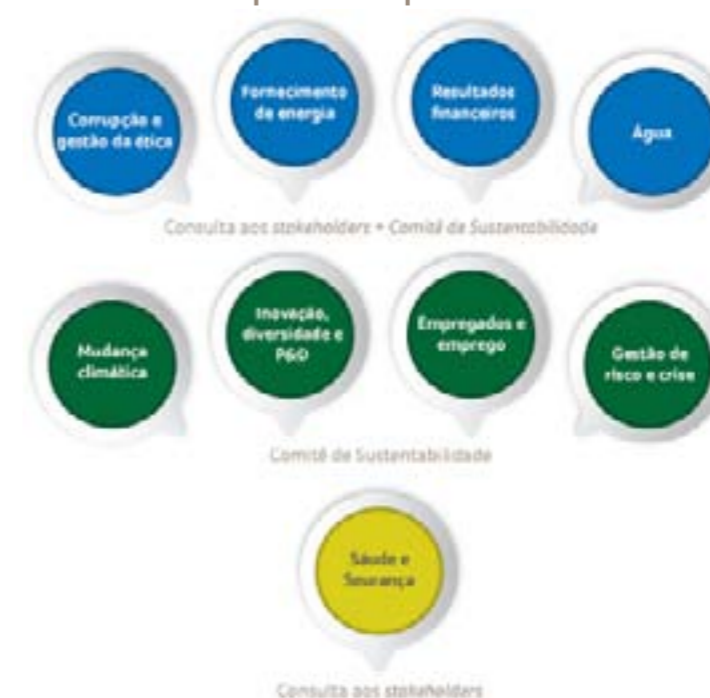 Corrupção e
gestão da ética
Fornecimento
de energia
Resultados
financeiros
Água
Consulta aos stakeholders + Comitê de Sustentabilidade
Mudança
climática
Inovação,
diversidade e
P&D
Empregados e
emprego
Gestão de
risco e crise
Comitê de Sustentabilidade
Saúde e
Seurança
Consulta aos stakeholders